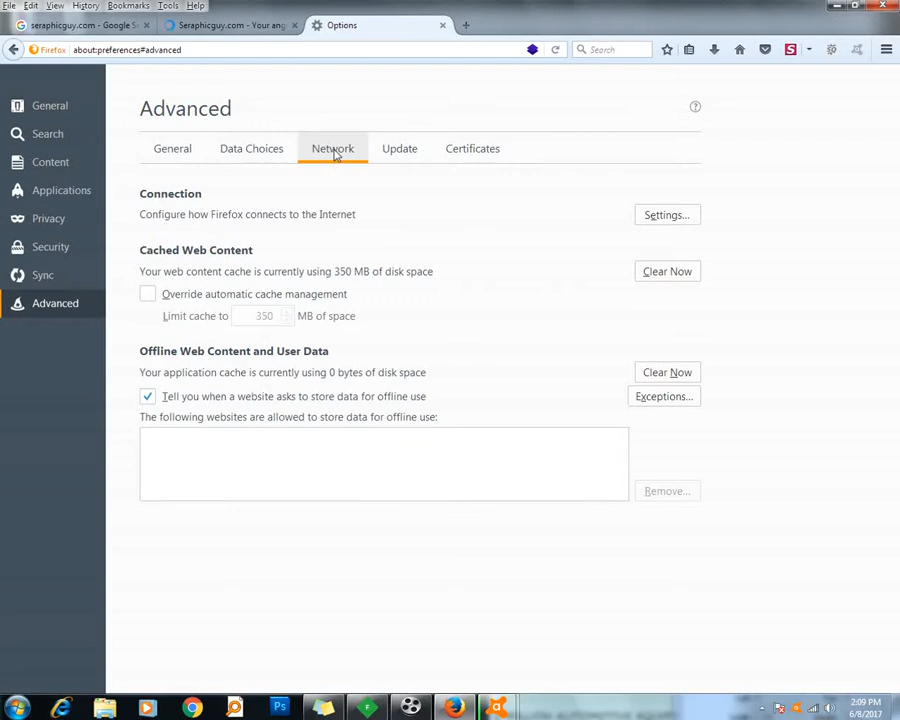 File Edit View History Bookmarks Tools Help
seraphicguy.com - Google S
Seraphicguy.com - Your ang
Options
Firefox about:preferences#advanced
Search
General
Search
Content
Applications
Privacy
Security
Sync
Advanced
Advanced
General Data Choices Network Update Certificates
Connection
Configure how Firefox connects to the Internet Settings...
Cached Web Content
Your web content cache is currently using 350 MB of disk space Clear Now
Override automatic cache management
Limit cache to 350 MB of space
Offline Web Content and User Data
Your application cache is currently using 0 bytes of disk space Clear Now
Tell you when a website asks to store data for offline use Exceptions...
The following websites are allowed to store data for offline use:
Remove...
Ps
2:09 PM
6/8/2017